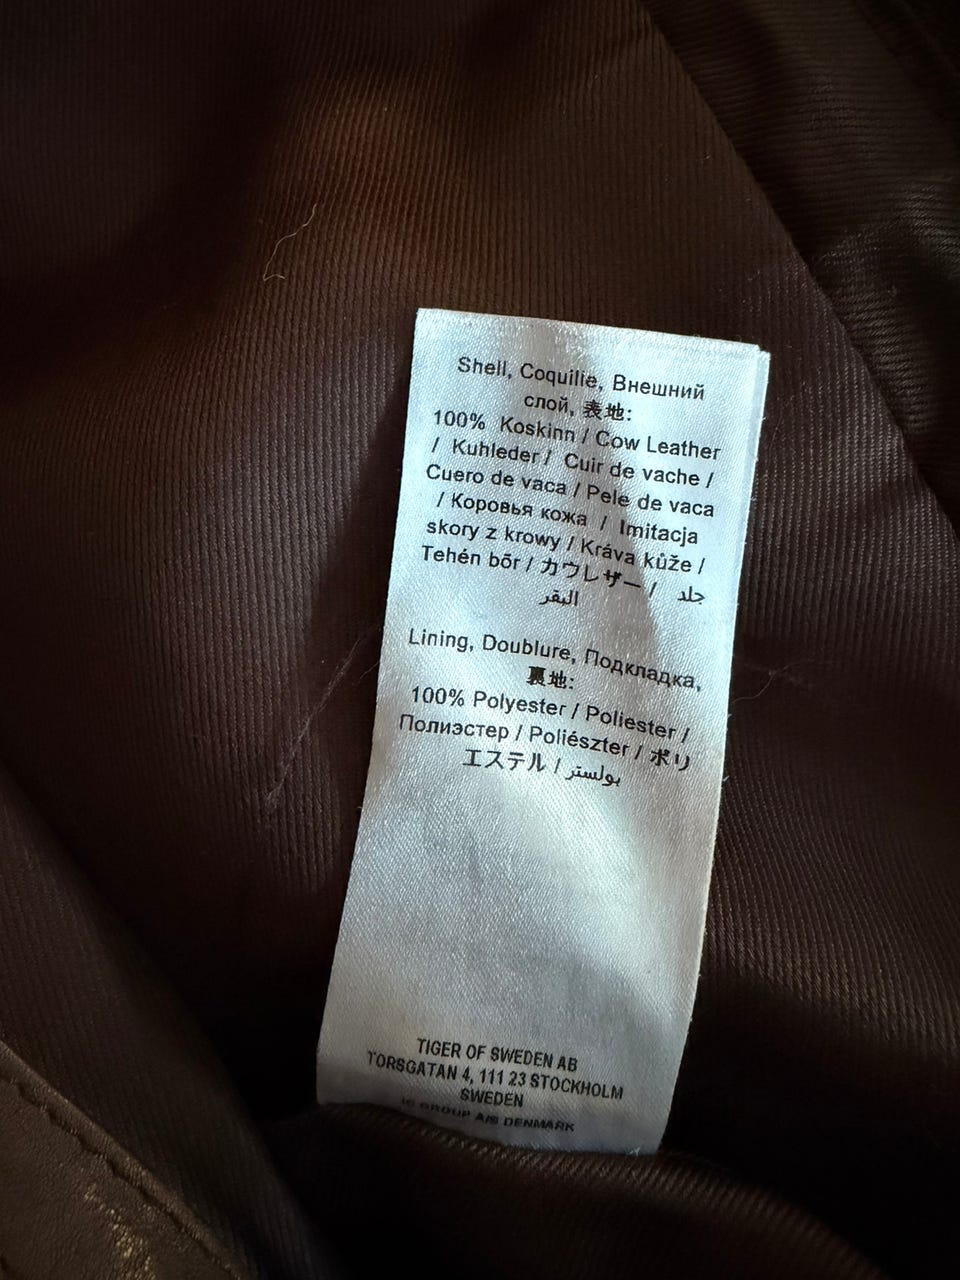 Shell, Coquilie, Внешний
слой, 表地:
100% Koskinn / Cow Leather
/ Kuhleder / Cuir de vache /
Cuero de vaca / Pele de vaca
/ Коровья кожа / Imitacja
skory z krowy / Kráva kůže /
Tehén bőr / カウレザー / جلد
البقر
Lining, Doublure, Подкладка,
裏地:
100% Polyester / Poliester /
Полиэстер / Poliészter / ポリ
エステル / بولستر
TIGER OF SWEDEN AB
TORSGATAN 4, 111 23 STOCKHOLM
SWEDEN
IC GROUP A/S DENMARK